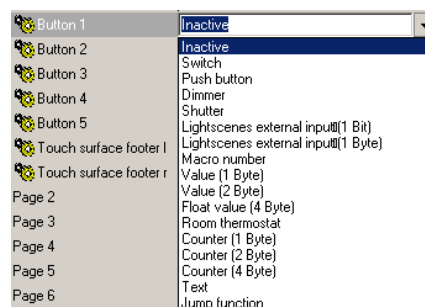 Button 1
Inactive
Button 2
Inactive
Switch
Button 3
Push button
Dimmer
Button 4
Shutter
Button 5
Lightscenes external input (1 Bit)
Touch surface footer l
Lightscenes external input (1 Byte)
Macro number
Touch surface footer r
Value (1 Byte)
Page 2
Value (2 Byte)
Float value (4 Byte)
Page 3
Room thermostat
Page 4
Counter (1 Byte)
Counter (2 Byte)
Page 5
Counter (4 Byte)
Page 6
Text
Jump function